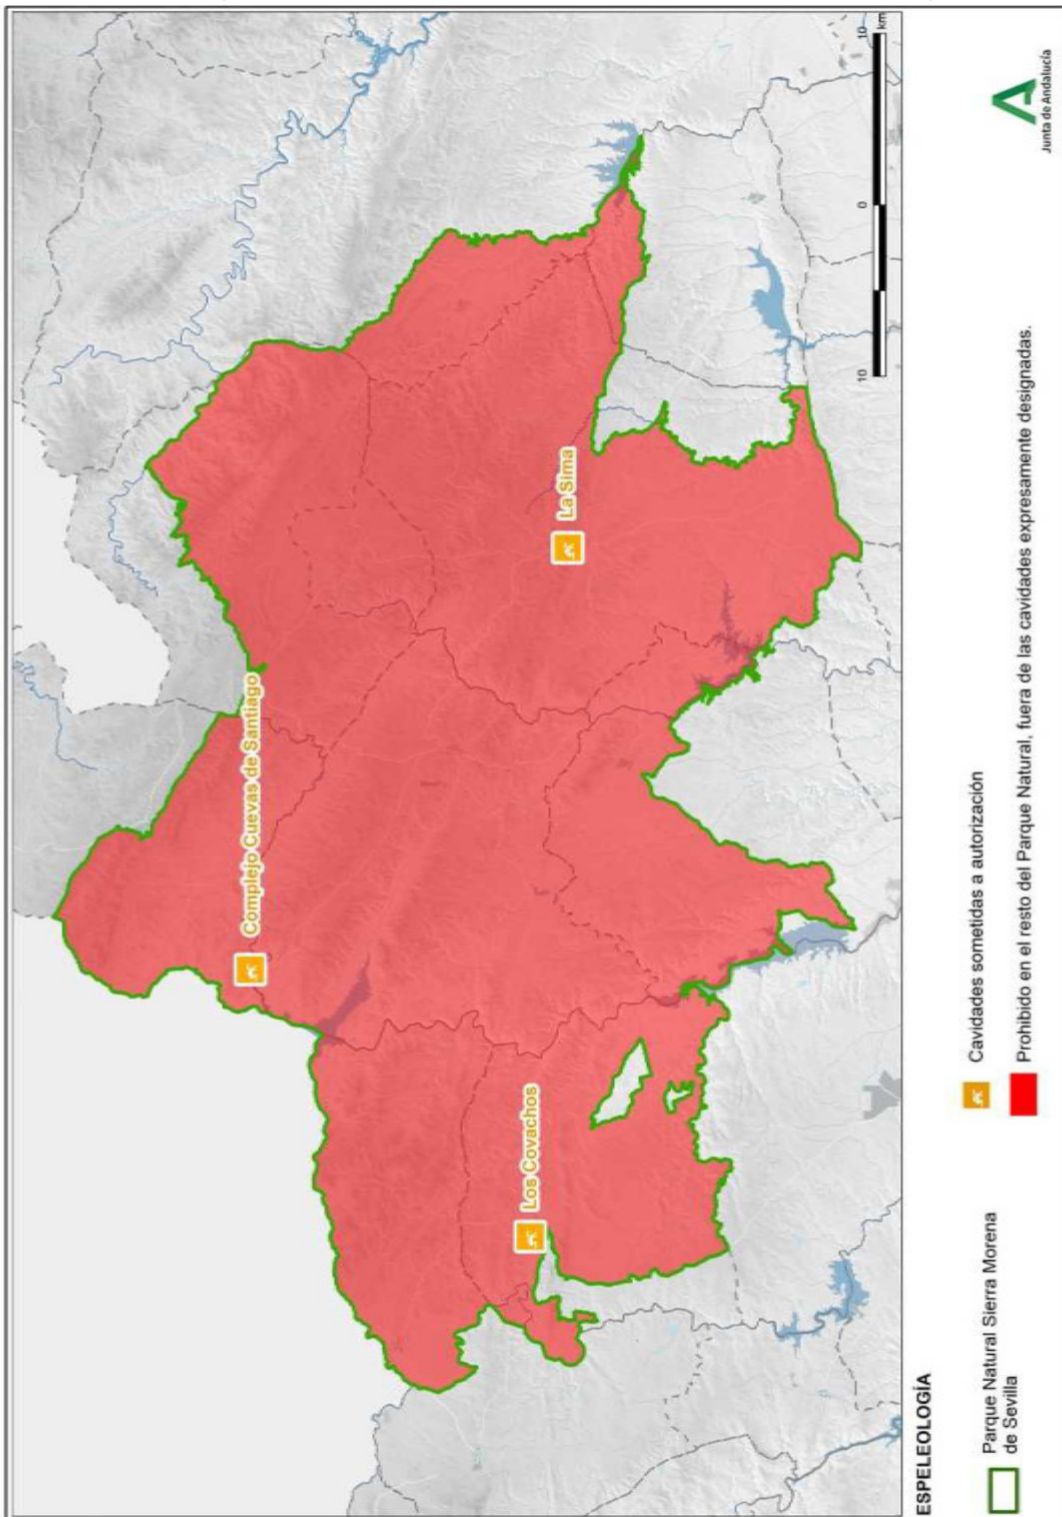 Complejo Cuevas de Santiago
La Sima
Los Covachos
10
0
10
km
ESPELEOLOGÍA
Parque Natural Sierra Morena
de Sevilla
Cavidades sometidas a autorización
Prohibido en el resto del Parque Natural, fuera de las cavidades expresamente designadas.
Junta de Andalucía